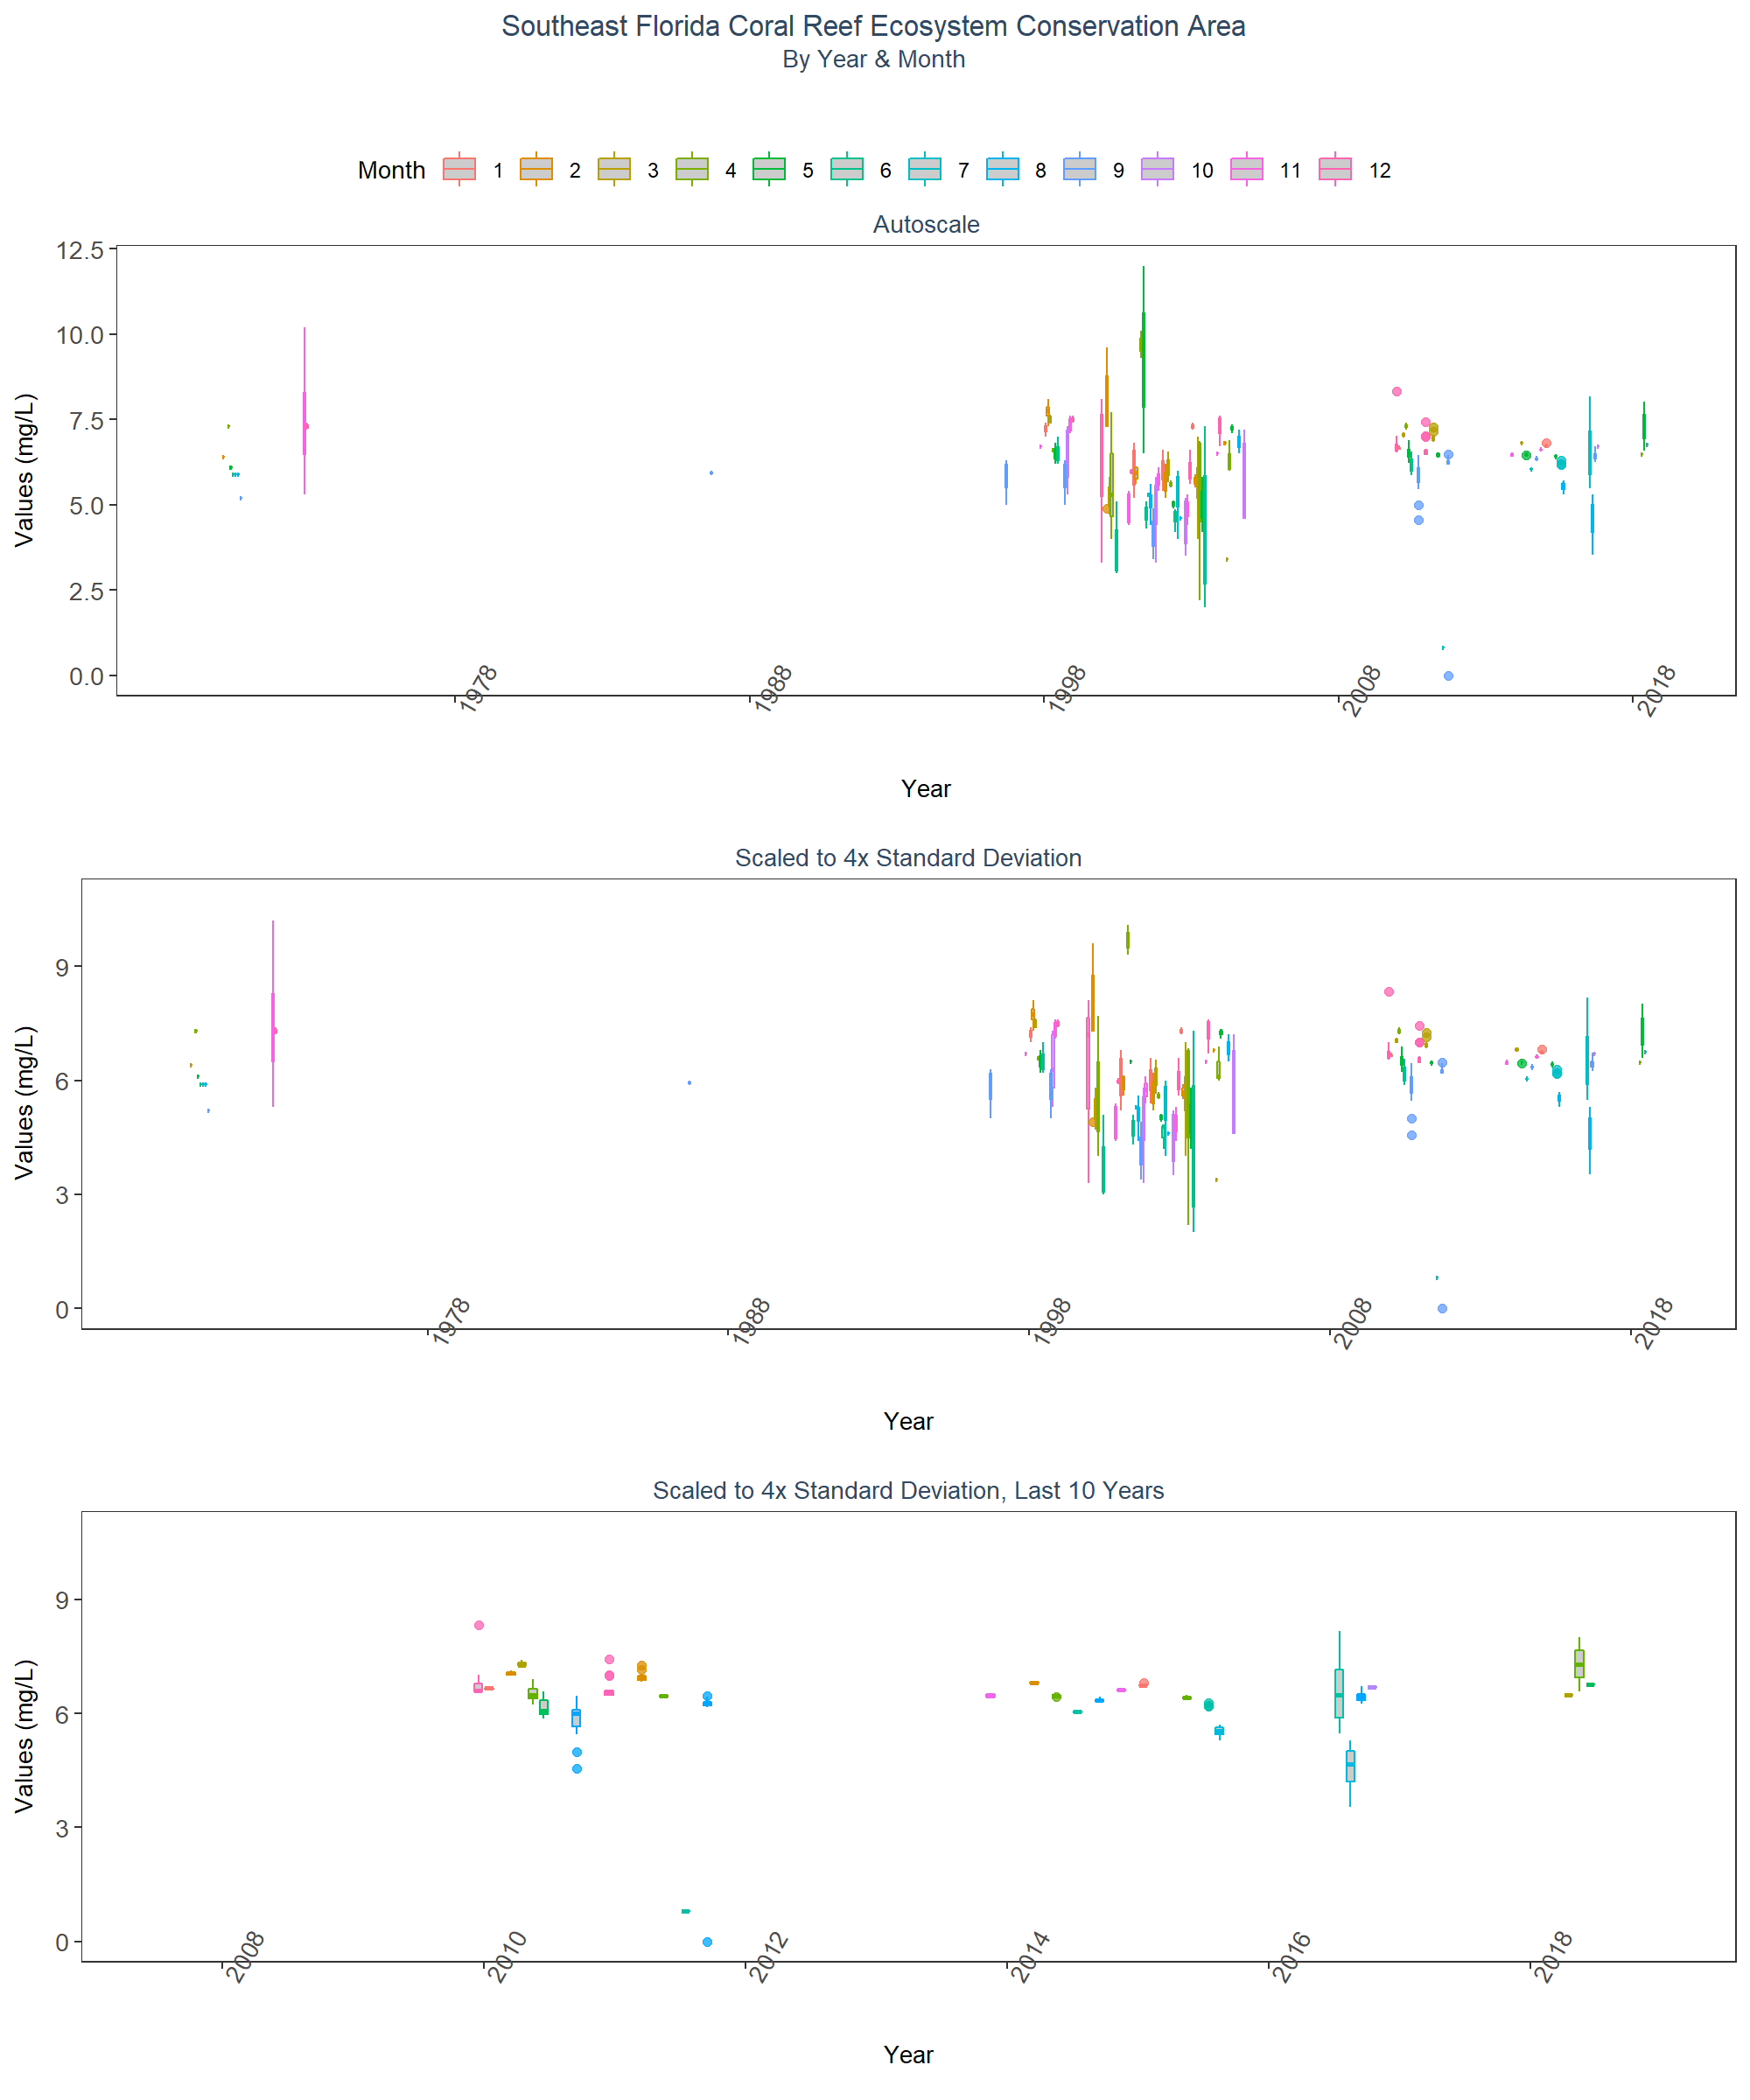 Southeast Florida Coral Reef Ecosystem Conservation Area
By Year & Month
Month 1 2 3 4 5 6 7 8 9 10 11 12
Autoscale
12.5
10.0
7.5
5.0
2.5
0.0
Values (mg/L)
1978 1988 1998 2008 2018
Year
Scaled to 4x Standard Deviation
9
6
3
0
Values (mg/L)
1978 1988 1998 2008 2018
Year
Scaled to 4x Standard Deviation, Last 10 Years
9
6
3
0
Values (mg/L)
2008 2010 2012 2014 2016 2018
Year